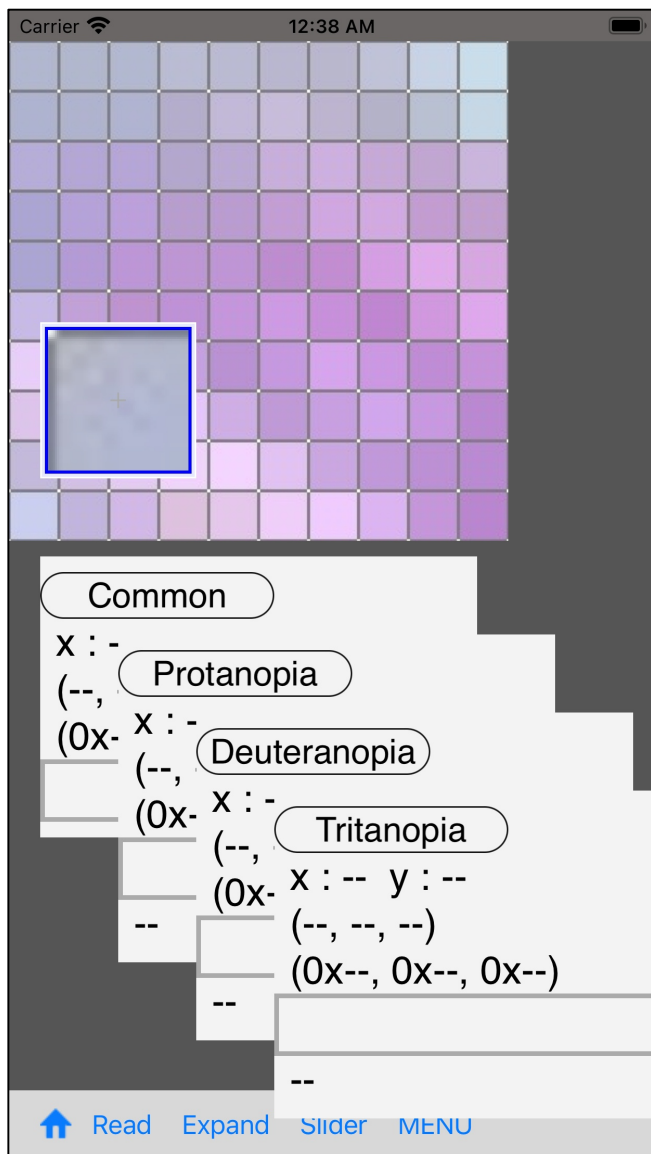 Carrier 12:38 AM
Common
x : -
(--,
(0x-
Protanopia
x : -
(--,
(0x-
--
Deuteranopia
x : -
(--,
(0x-
--
Tritanopia
x : -- y : --
(--, --, --)
(0x--, 0x--, 0x--)
--
Read Expand Slider MENU